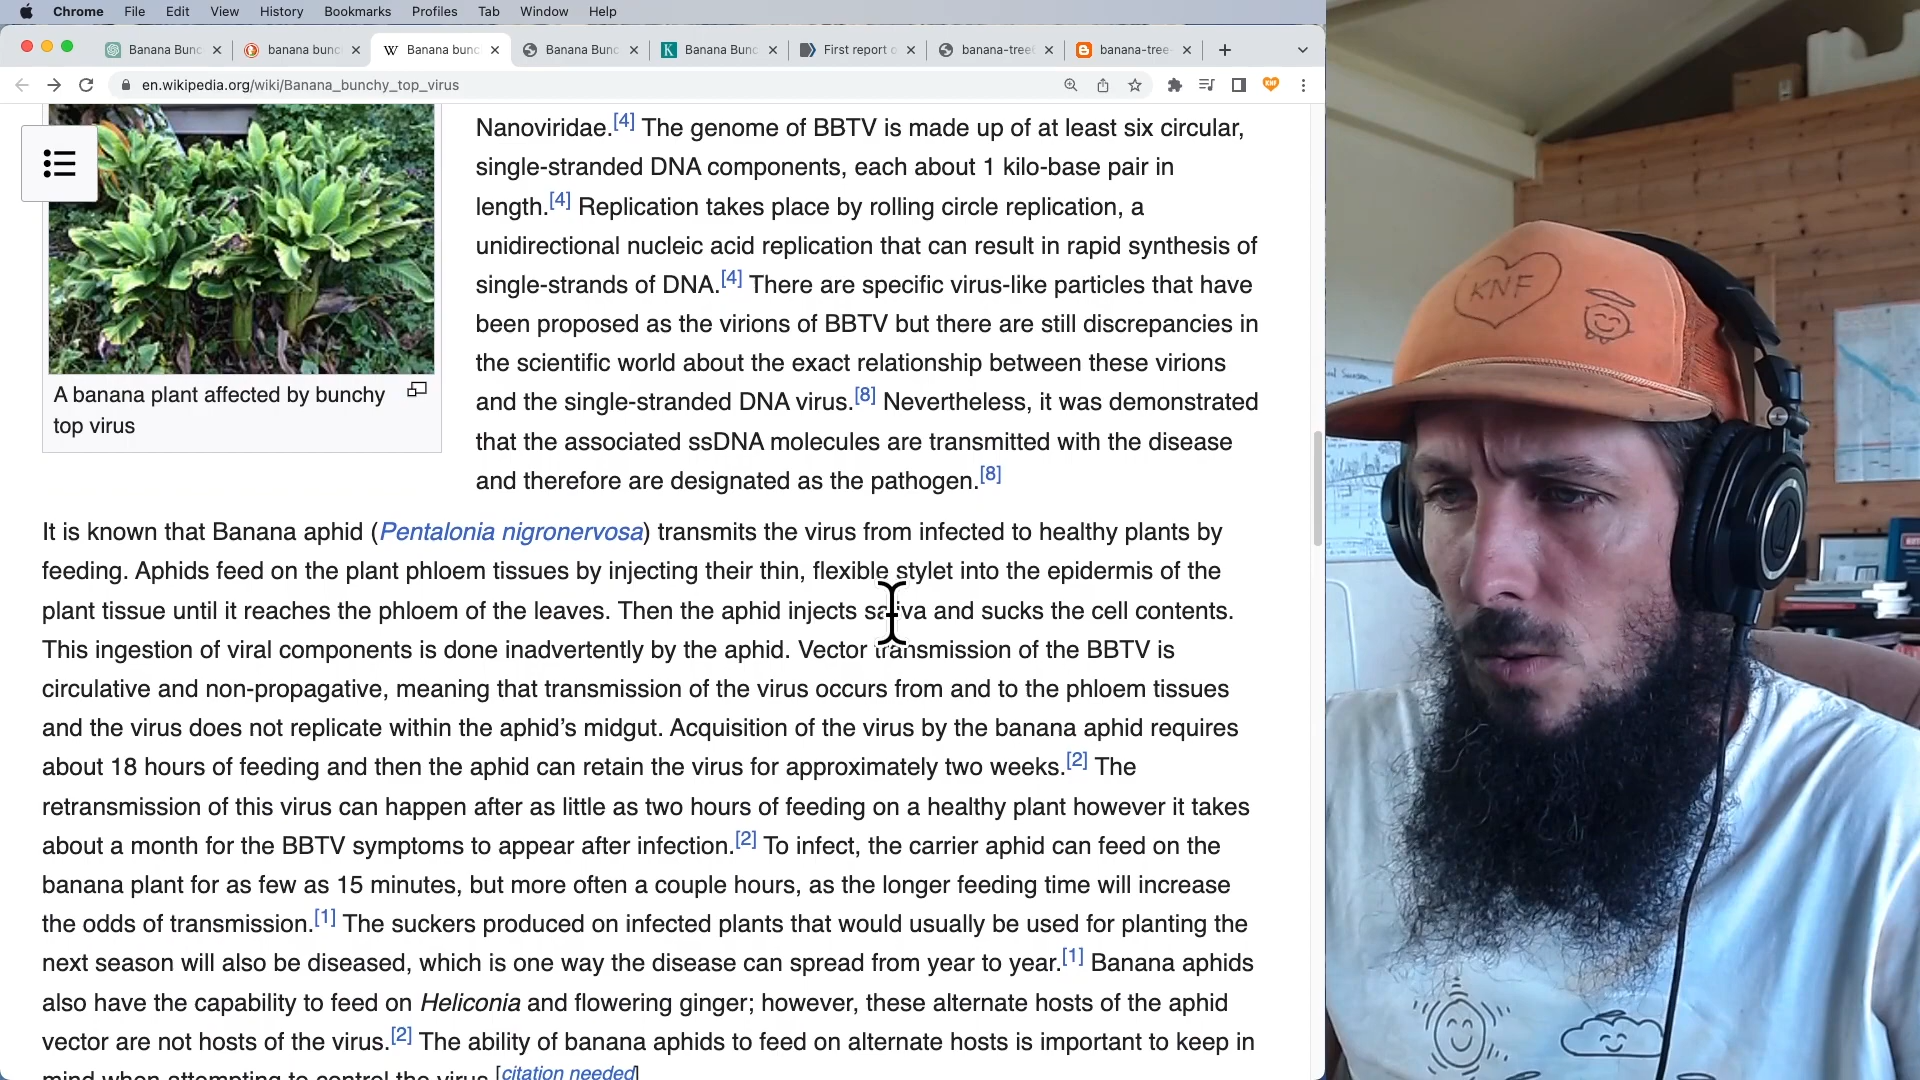 Chrome File Edit View History Bookmarks Profiles Tab Window Help
Banana Bunc banana bunc Banana bunc Banana Bunc Banana Bunc First report o banana-tree banana-tree-
en.wikipedia.org/wiki/Banana_bunchy_top_virus
Nanoviridae.[4] The genome of BBTV is made up of at least six circular,
single-stranded DNA components, each about 1 kilo-base pair in
length.[4] Replication takes place by rolling circle replication, a
unidirectional nucleic acid replication that can result in rapid synthesis of
single-strands of DNA.[4] There are specific virus-like particles that have
been proposed as the virions of BBTV but there are still discrepancies in
the scientific world about the exact relationship between these virions
and the single-stranded DNA virus.[8] Nevertheless, it was demonstrated
that the associated ssDNA molecules are transmitted with the disease
and therefore are designated as the pathogen.[8]
A banana plant affected by bunchy
top virus
It is known that Banana aphid (Pentalonia nigronervosa) transmits the virus from infected to healthy plants by
feeding. Aphids feed on the plant phloem tissues by injecting their thin, flexible stylet into the epidermis of the
plant tissue until it reaches the phloem of the leaves. Then the aphid injects saliva and sucks the cell contents.
This ingestion of viral components is done inadvertently by the aphid. Vector transmission of the BBTV is
circulative and non-propagative, meaning that transmission of the virus occurs from and to the phloem tissues
and the virus does not replicate within the aphid’s midgut. Acquisition of the virus by the banana aphid requires
about 18 hours of feeding and then the aphid can retain the virus for approximately two weeks.[2] The
retransmission of this virus can happen after as little as two hours of feeding on a healthy plant however it takes
about a month for the BBTV symptoms to appear after infection.[2] To infect, the carrier aphid can feed on the
banana plant for as few as 15 minutes, but more often a couple hours, as the longer feeding time will increase
the odds of transmission.[1] The suckers produced on infected plants that would usually be used for planting the
next season will also be diseased, which is one way the disease can spread from year to year.[1] Banana aphids
also have the capability to feed on Heliconia and flowering ginger; however, these alternate hosts of the aphid
vector are not hosts of the virus.[2] The ability of banana aphids to feed on alternate hosts is important to keep in
mind when attempting to control the virus.[citation needed]
KNF